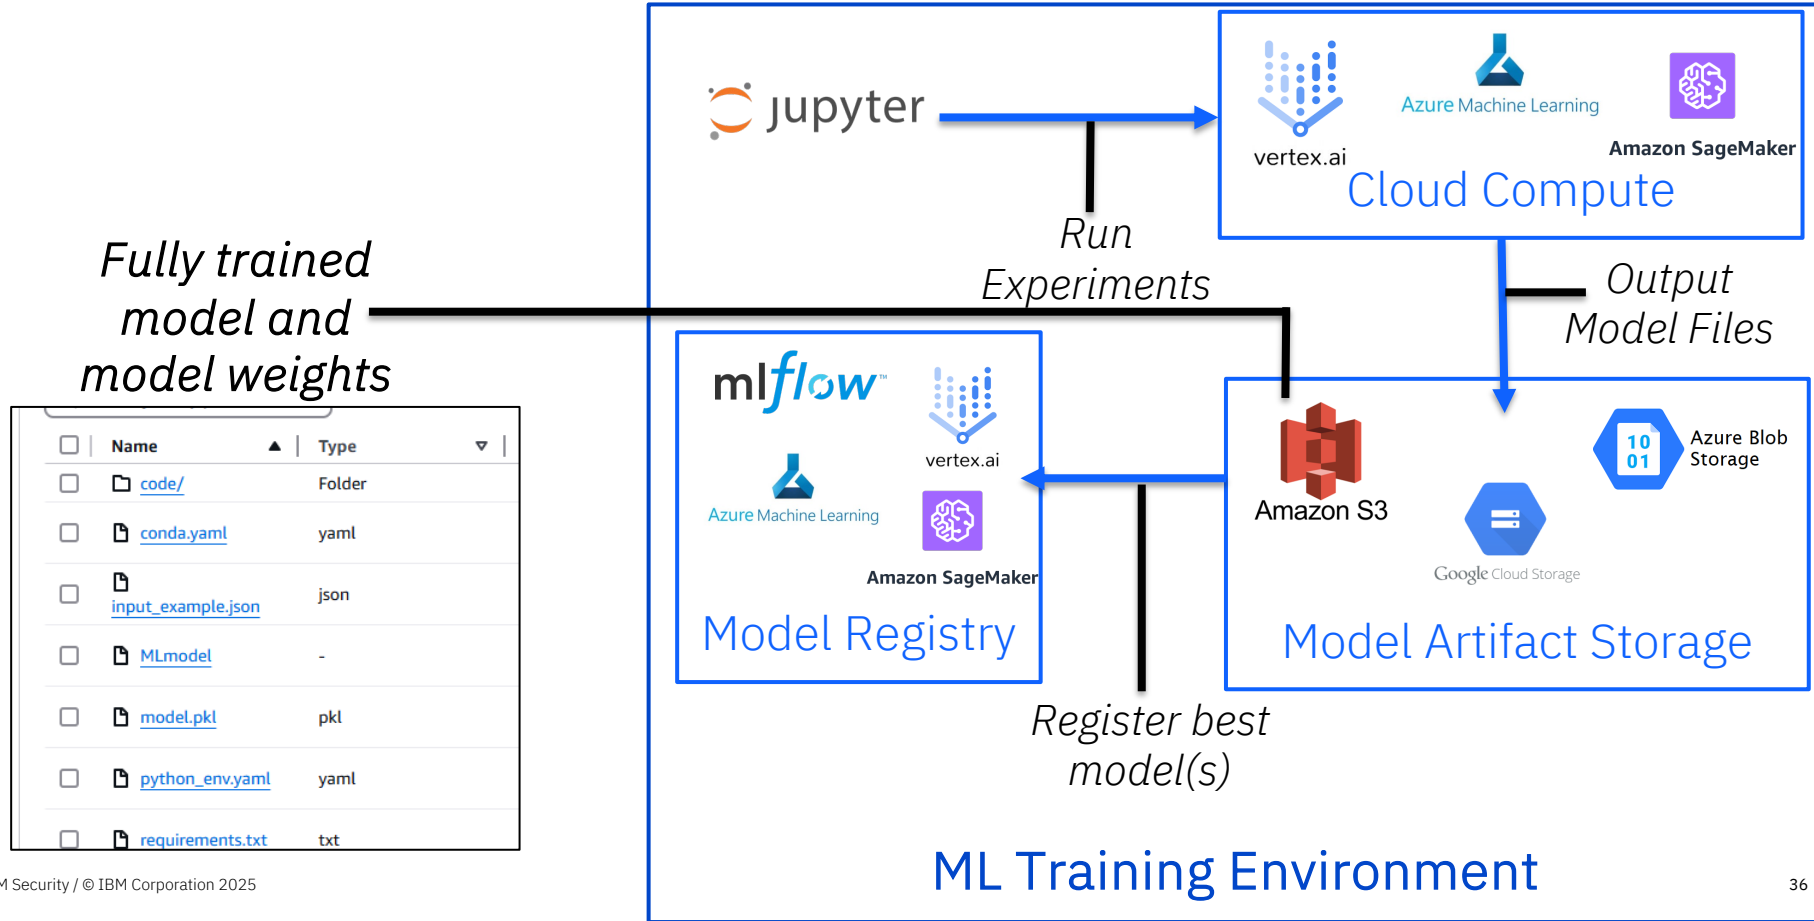 jupyter
vertex.ai
Azure Machine Learning
Amazon SageMaker
Cloud Compute
Run
Experiments
Output
Model Files
Fully trained
model and
model weights
Name
Type
code/
Folder
conda.yaml
yaml
input_example.json
json
MLmodel
-
model.pkl
pkl
python_env.yaml
yaml
requirements.txt
txt
mlflow™
vertex.ai
Azure Machine Learning
Amazon SageMaker
Model Registry
Amazon S3
10
01
Azure Blob
Storage
Google Cloud Storage
Model Artifact Storage
Register best
model(s)
ML Training Environment
M Security / © IBM Corporation 2025
36